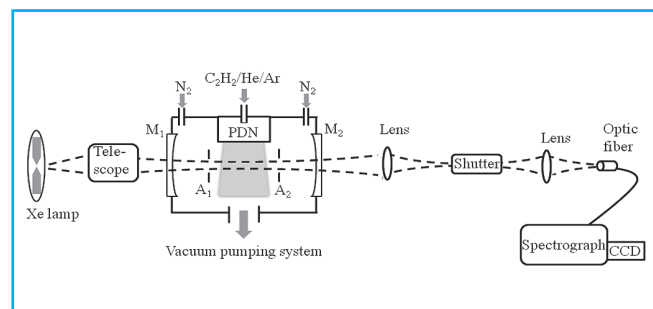 C₂H₂/He/Ar
N₂
N₂
M₁
PDN
M₂
Lens
Lens
Optic
fiber
Tele-
scope
Shutter
A₁
A₂
Xe lamp
Vacuum pumping system
Spectrograph
CCD